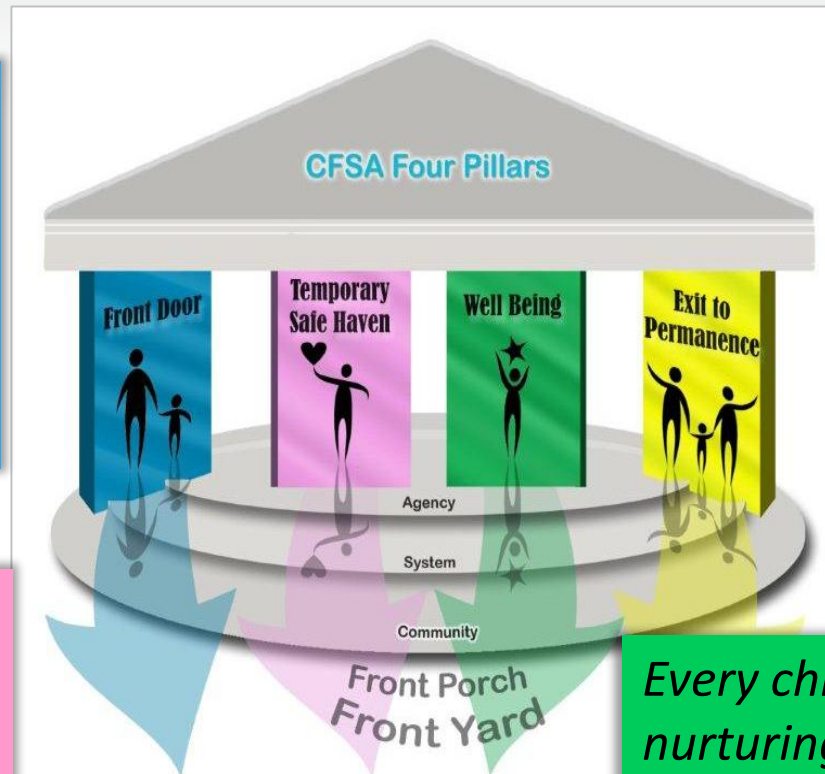 CFSA Four Pillars
Front Door
Temporary
Safe Haven
Well Being
Exit to
Permanence
Agency
System
Community
Front Porch
Front Yard
Every
nurturing